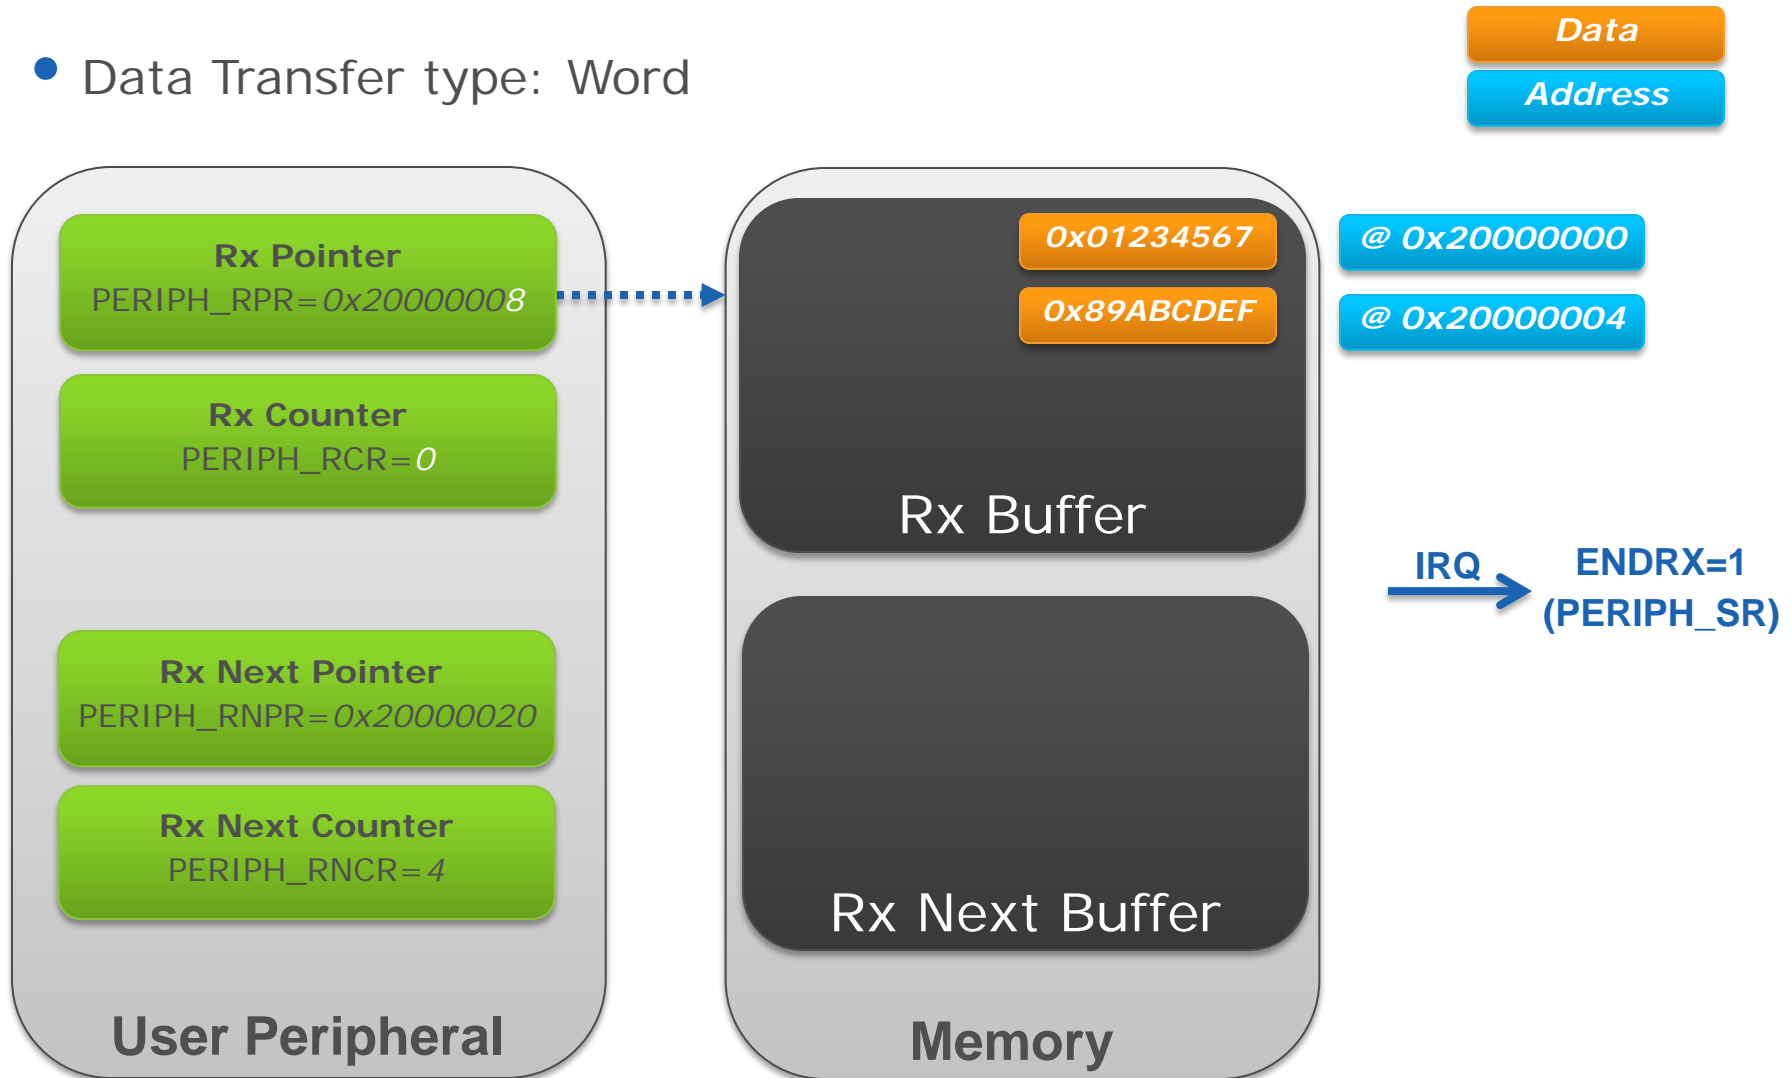 Data
Address
Data Transfer type: Word
Rx Pointer
PERIPH_RPR=0x20000008
Rx Counter
PERIPH_RCR=0
Rx Next Pointer
PERIPH_RNPR=0x20000020
Rx Next Counter
PERIPH_RNCR=4
User Peripheral
0x01234567
0x89ABCDEF
Rx Buffer
Rx Next Buffer
Memory
@ 0x20000000
@ 0x20000004
IRQ
ENDRX=1
(PERIPH_SR)